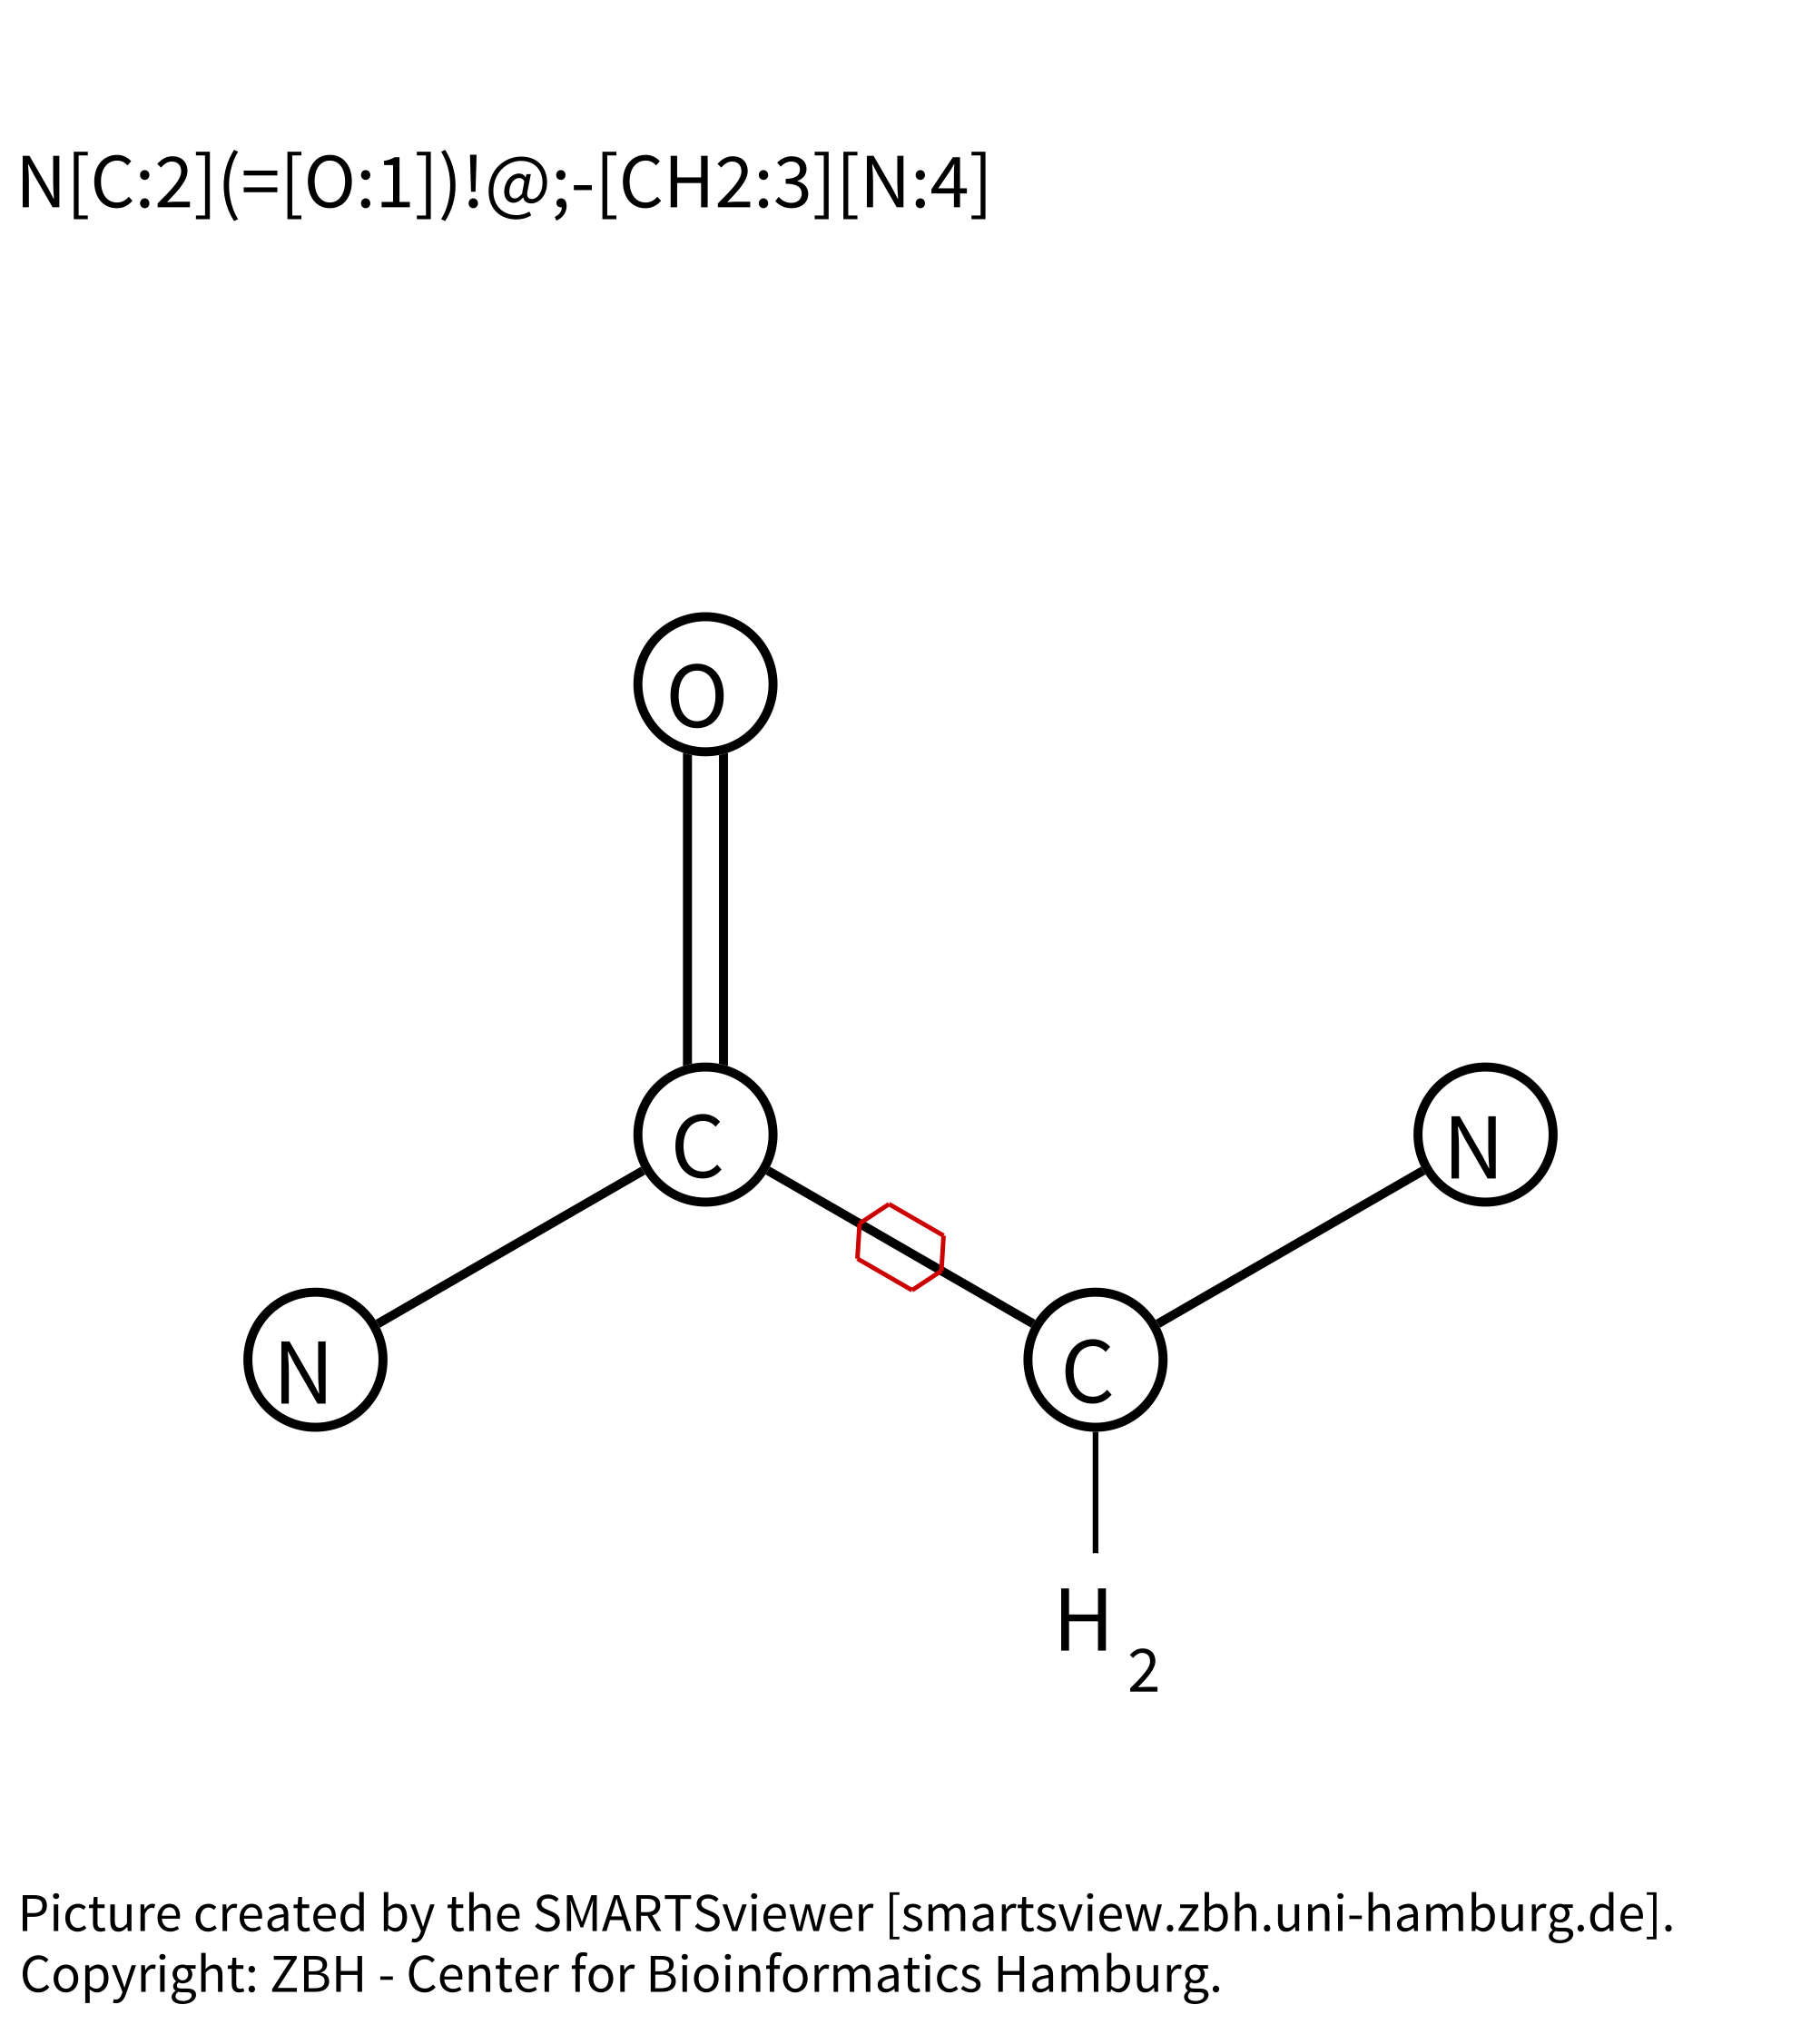 N[C:2](=[O:1])!@;-[CH2:3][N:4]
O
C
N
N
C
H 2
Picture created by the SMARTSviewer [smartsview.zbh.uni-hamburg.de].
Copyright: ZBH - Center for Bioinformatics Hamburg.